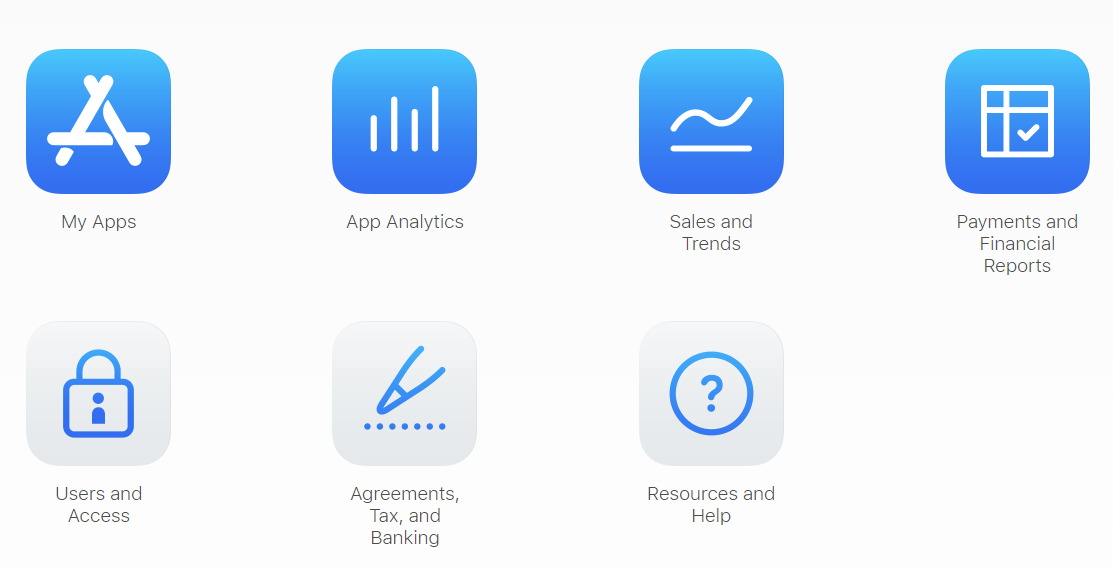 My Apps
App Analytics
Sales and
Trends
Payments and
Financial
Reports
Users and
Access
Agreements,
Tax, and
Banking
Resources and
Help